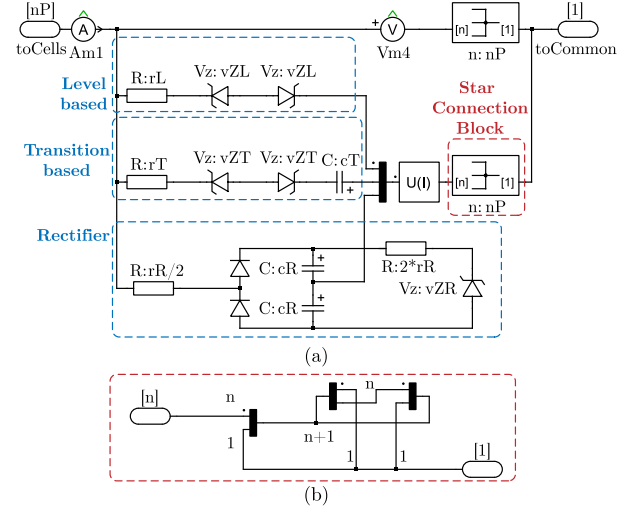 [nP] [1]
A + V [n] [1]
toCells Am1 Vm4 n: nP toCommon
Level based
R: rL Vz: vZL Vz: vZL
Star Connection Block
Transition based
R: rT Vz: vZT Vz: vZT C: cT
+ U(I) [n] [1]
n: nP
Rectifier
R: rR/2 C: cR + R: 2*rR
C: cR + Vz: vZR
(a)
[n] n n
1 n+1 1 1 [1]
(b)